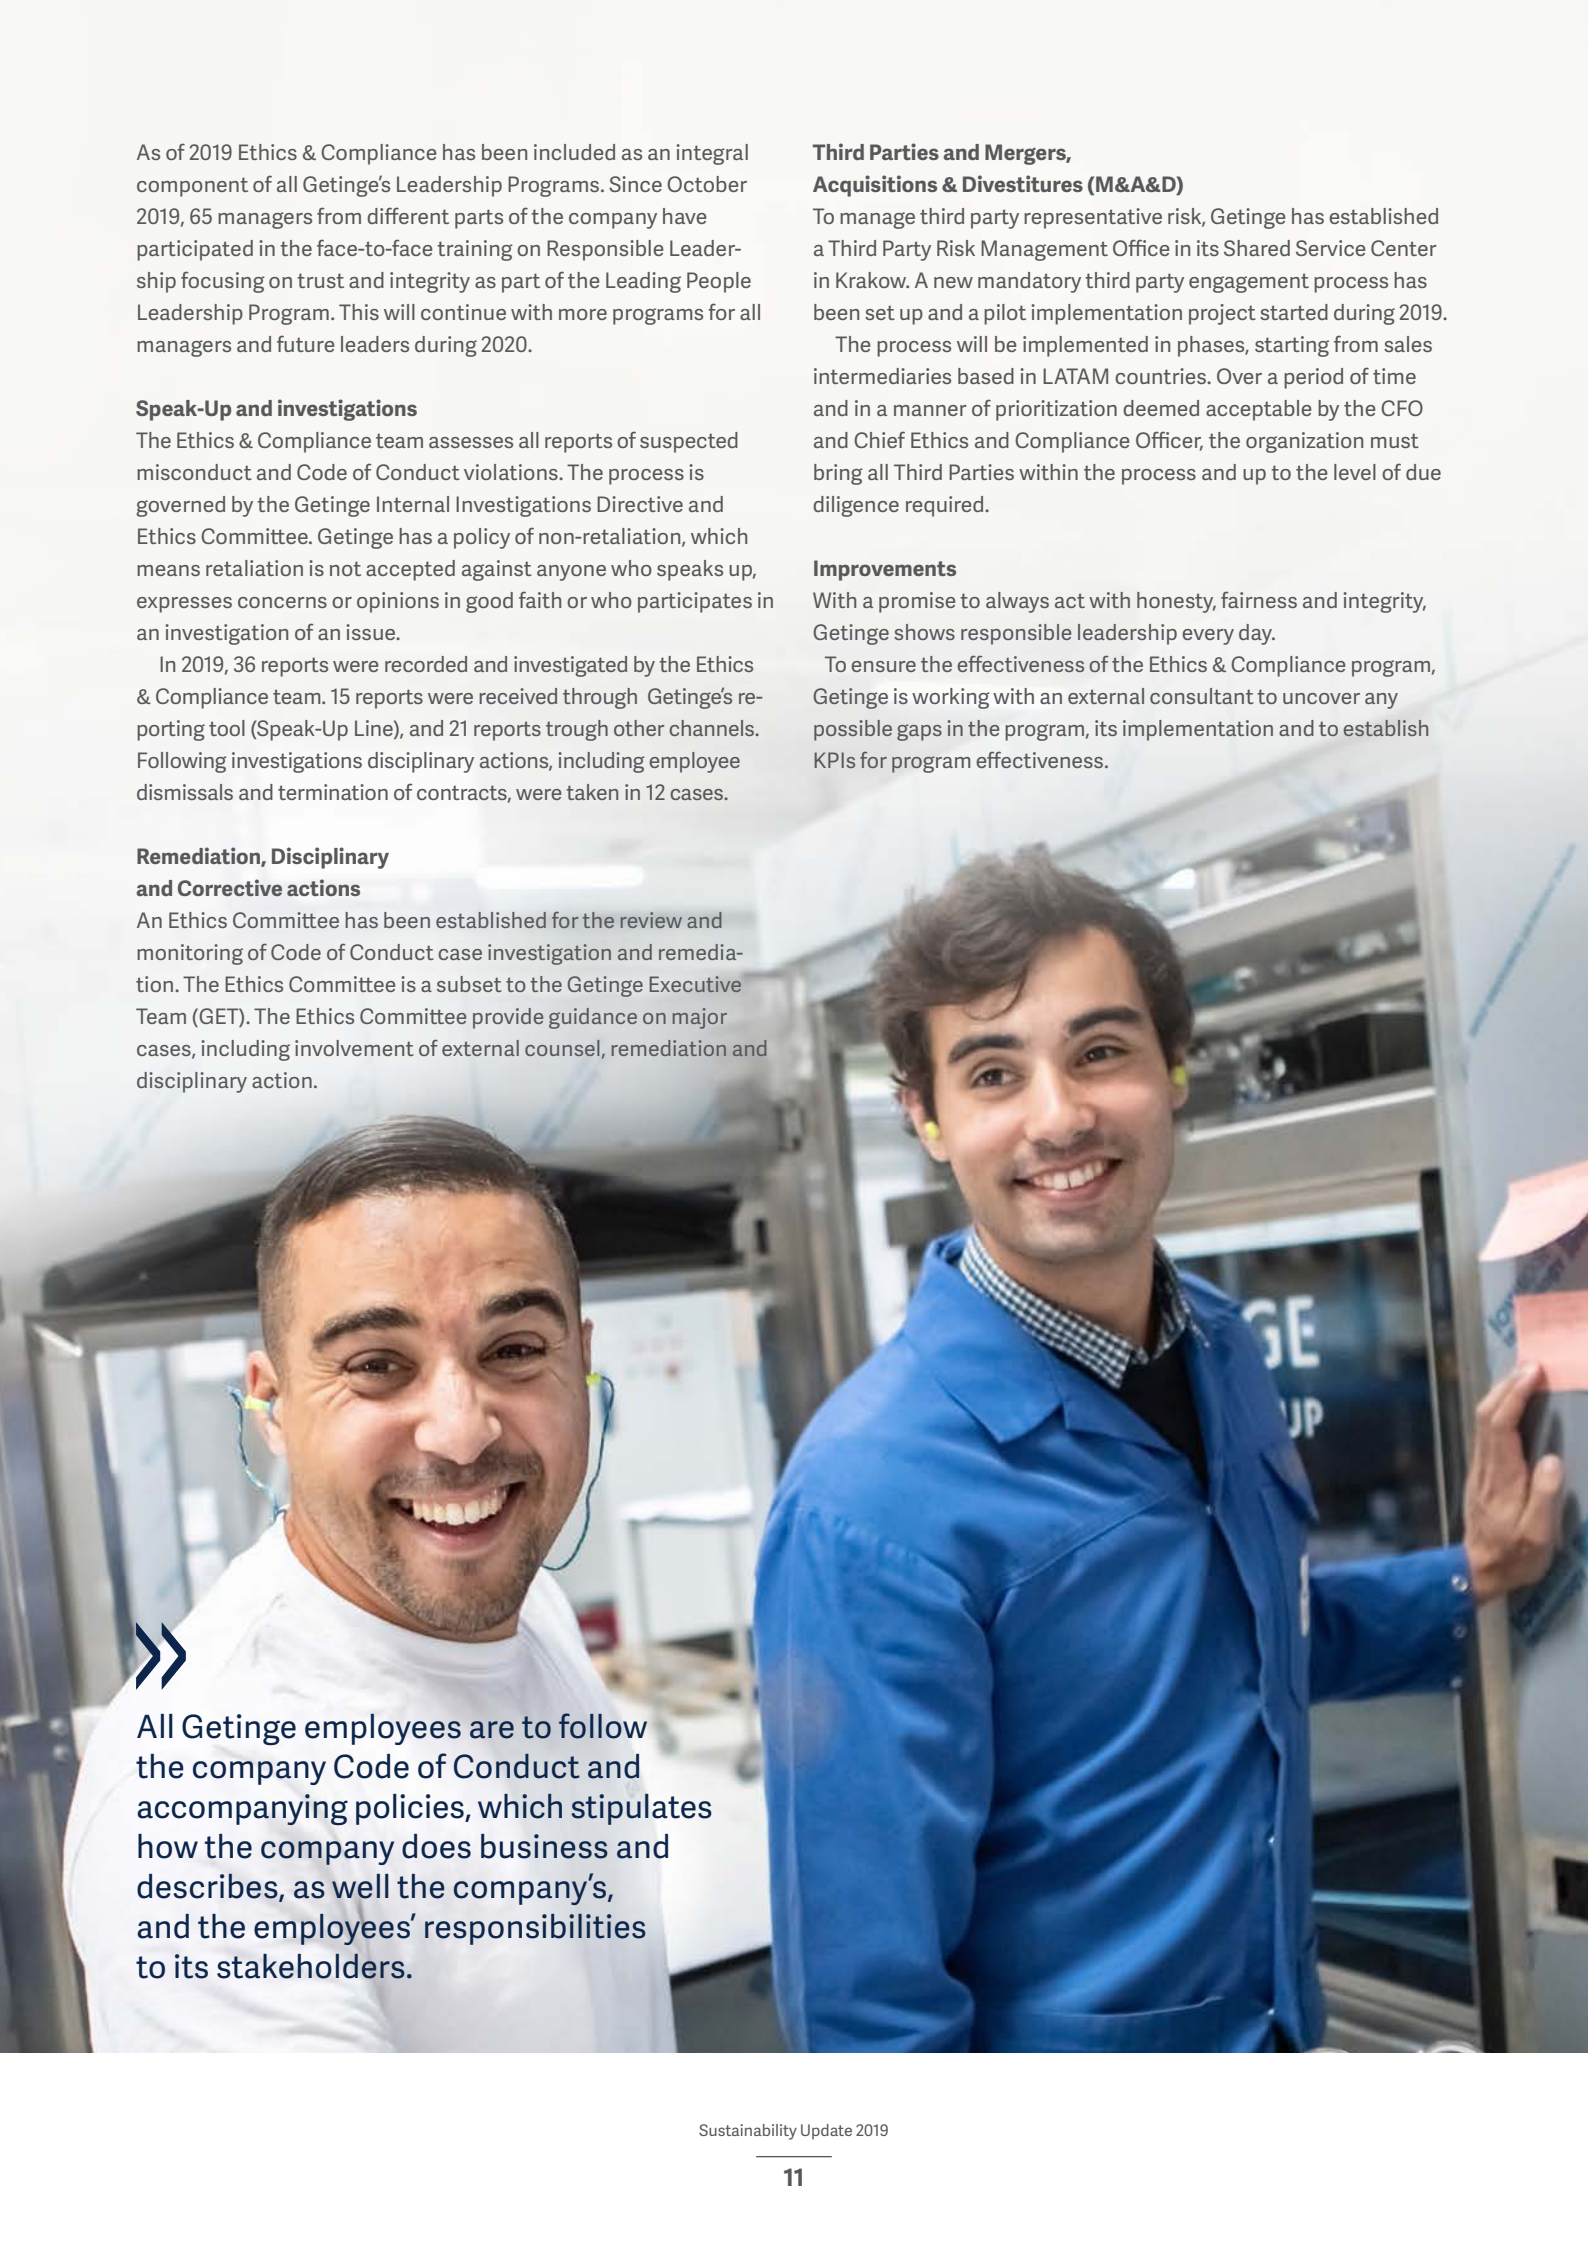 As of 2019 Ethics & Compliance has been included as an integral
component of all Getinge's Leadership Programs. Since October
2019, 65 managers from different parts of the company have
participated in the face-to-face training on Responsible Leader-
ship focusing on trust and integrity as part of the Leading People
Leadership Program. This will continue with more programs for all
managers and future leaders during 2020.
Speak-Up and investigations
The Ethics & Compliance team assesses all reports of suspected
misconduct and Code of Conduct violations. The process is
governed by the Getinge Internal Investigations Directive and
Ethics Committee. Getinge has a policy of non-retaliation, which
means retaliation is not accepted against anyone who speaks up,
expresses concerns or opinions in good faith or who participates in
an investigation of an issue.
In 2019, 36 reports were recorded and investigated by the Ethics
& Compliance team. 15 reports were received through Getinge's re-
porting tool (Speak-Up Line), and 21 reports trough other channels.
Following investigations disciplinary actions, including employee
dismissals and termination of contracts, were taken in 12 cases.
Remediation, Disciplinary
and Corrective actions
An Ethics Committee has been established for the review and
monitoring of Code of Conduct case investigation and remedia-
tion. The Ethics Committee is a subset to the Getinge Executive
Team (GET). The Ethics Committee provide guidance on major
cases, including involvement of external counsel, remediation and
disciplinary action.
Third Parties and Mergers,
Acquisitions & Divestitures (M&A&D)
To manage third party representative risk, Getinge has established
a Third Party Risk Management Office in its Shared Service Center
in Krakow. A new mandatory third party engagement process has
been set up and a pilot implementation project started during 2019.
The process will be implemented in phases, starting from sales
intermediaries based in LATAM countries. Over a period of time
and in a manner of prioritization deemed acceptable by the CFO
and Chief Ethics and Compliance Officer, the organization must
bring all Third Parties within the process and up to the level of due
diligence required.
Improvements
With a promise to always act with honesty, fairness and integrity,
Getinge shows responsible leadership every day.
To ensure the effectiveness of the Ethics & Compliance program,
Getinge is working with an external consultant to uncover any
possible gaps in the program, its implementation and to establish
KPIs for program effectiveness.
GE
UP
»
All Getinge employees are to follow
the company Code of Conduct and
accompanying policies, which stipulates
how the company does business and
describes, as well the company's,
and the employees' responsibilities
to its stakeholders.
Sustainability Update 2019
11